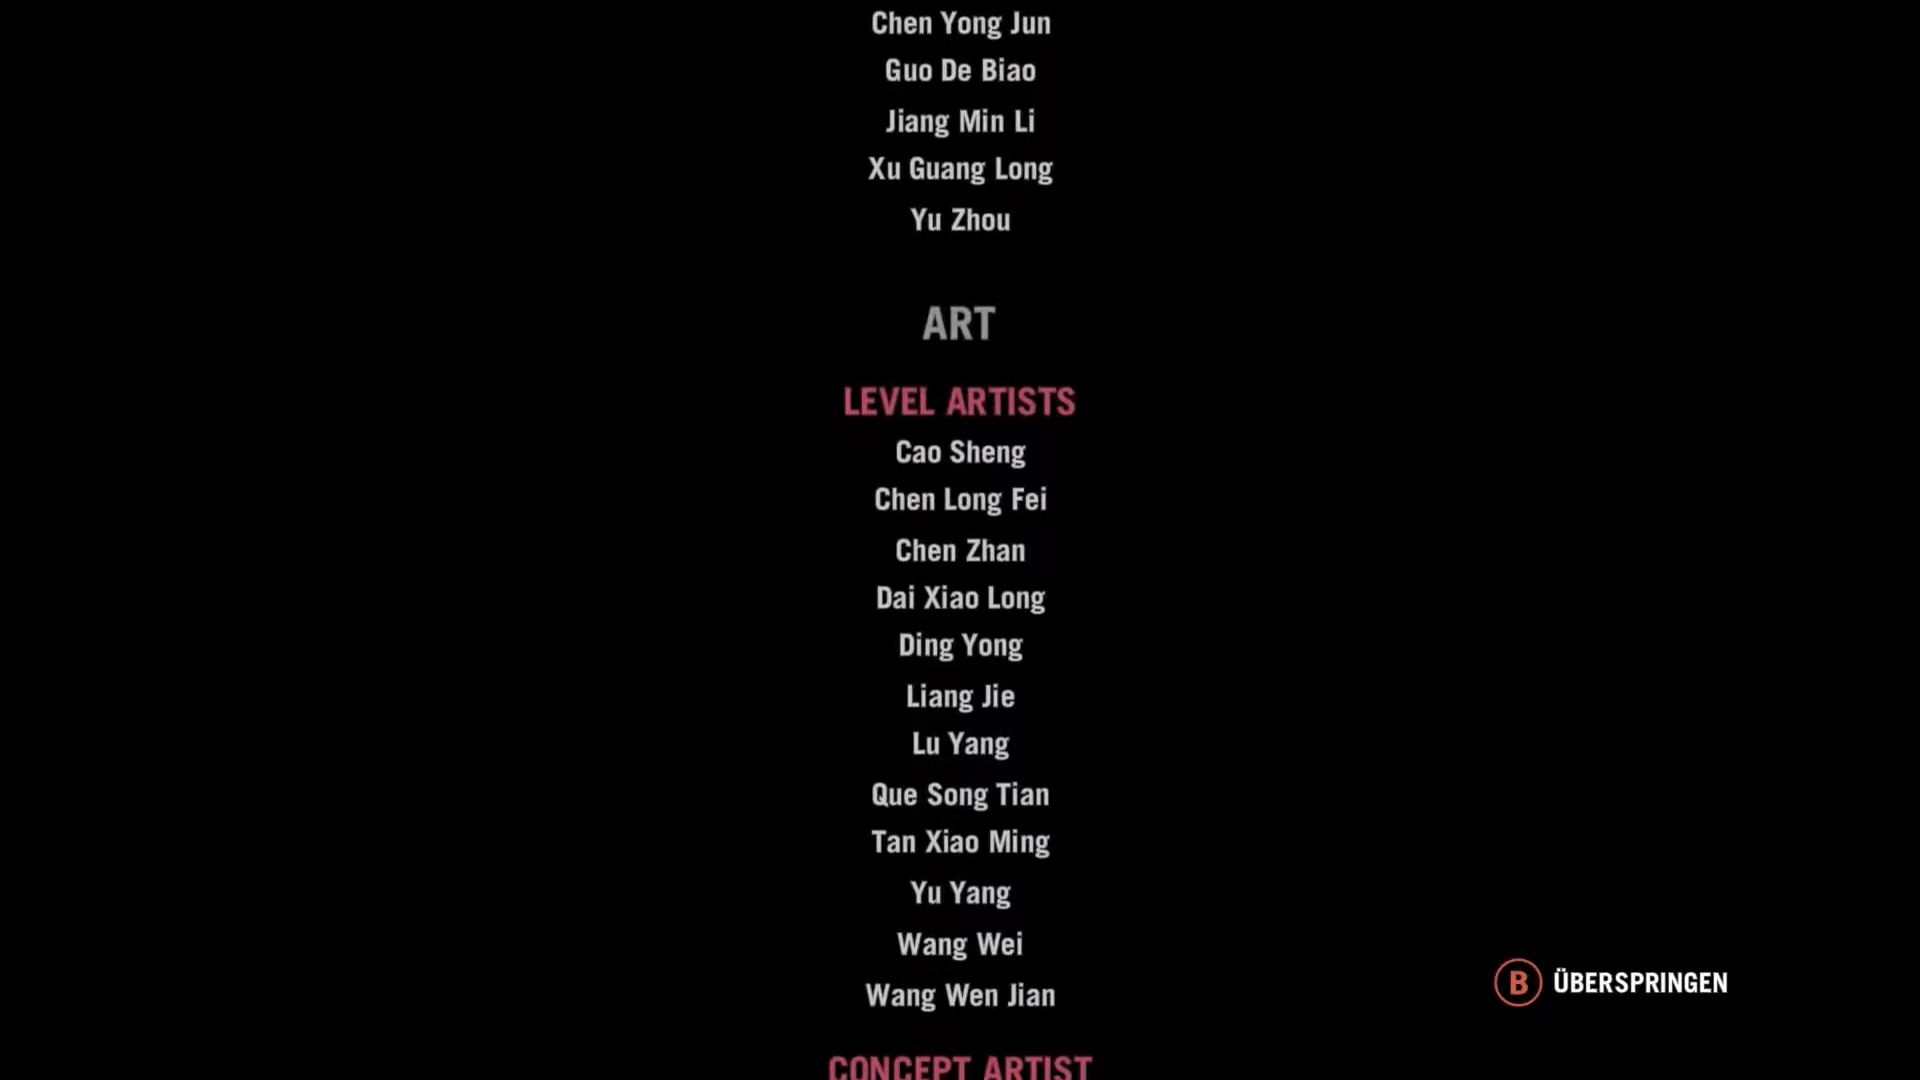 Chen Yong Jun
Guo De Biao
Jiang Min Li
Xu Guang Long
Yu Zhou
ART
LEVEL ARTISTS
Cao Sheng
Chen Long Fei
Chen Zhan
Dai Xiao Long
Ding Yong
Liang Jie
Lu Yang
Que Song Tian
Tan Xiao Ming
Yu Yang
Wang Wei
Wang Wen Jian
B ÜBERSPRINGEN
CONCEPT ARTIST